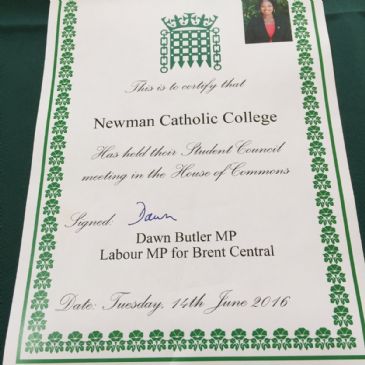 This is to certify that
Newman Catholic College
Has held their Student Council
meeting in the House of Commons
Signed: Dawn
Dawn Butler MP
Labour MP for Brent Central
Date: Tuesday, 14th June 2016